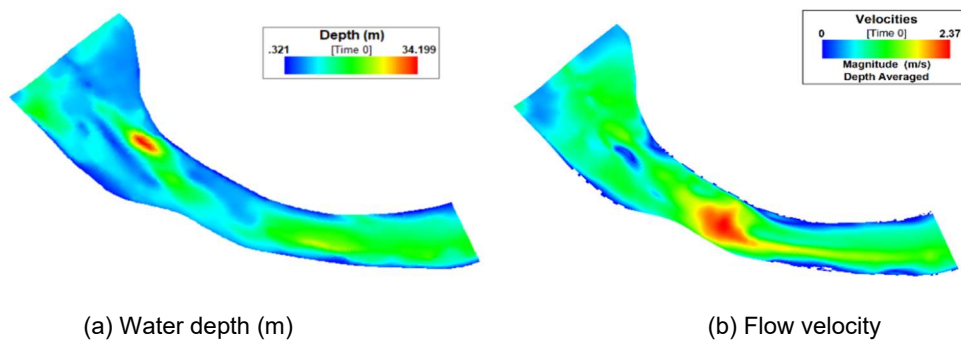 Depth (m)
.321 [Time 0] 34.199
Velocities
0 [Time 0] 2.37
Magnitude (m/s)
Depth Averaged
(a) Water depth (m)
(b) Flow velocity